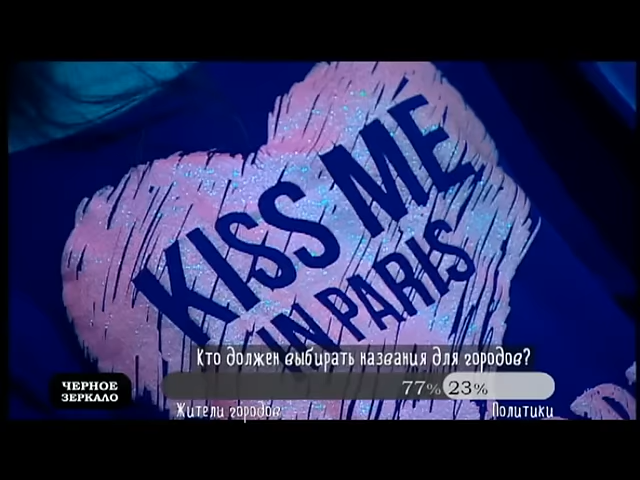 KISS ME
IN PARIS
Кто должен выбирать названия для городов?
ЧЕРНОЕ
ЗЕРКАЛО
77% 23%
Жители городов
Политики